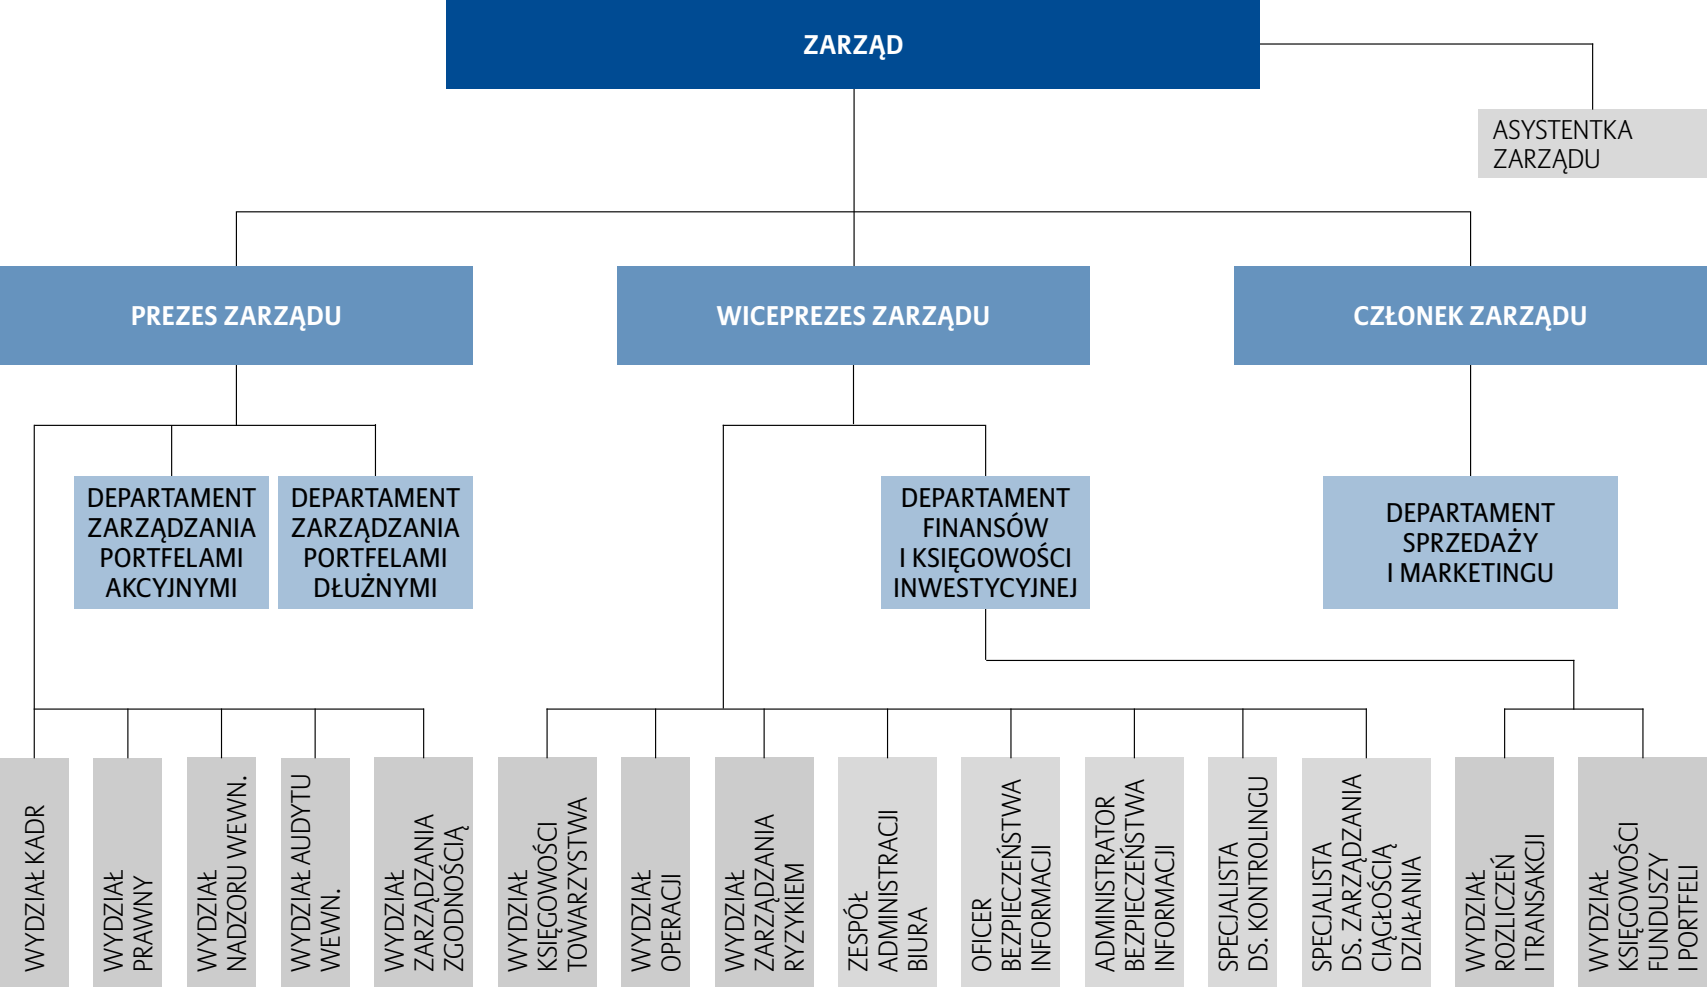 ZARZĄD
ASYSTENTKA
ZARZĄDU
PREZES ZARZĄDU
WICEPREZES ZARZĄDU
CZŁONEK ZARZĄDU
DEPARTAMENT
ZARZĄDZANIA
PORTFELAMI
AKCYJNYMI
DEPARTAMENT
ZARZĄDZANIA
PORTFELAMI
DŁUŻNYMI
DEPARTAMENT
FINANSÓW
I KSIĘGOWOŚCI
INWESTYCYJNEJ
DEPARTAMENT
SPRZEDAŻY
I MARKETINGU
WYDZIAŁ KADR
WYDZIAŁ
PRAWNY
WYDZIAŁ
NADZORU WEWN.
WYDZIAŁ AUDYTU
WEWN.
WYDZIAŁ
ZARZĄDZANIA
ZGODNOŚCIĄ
WYDZIAŁ
KSIĘGOWOŚCI
TOWARZYSTWA
WYDZIAŁ
OPERACJI
WYDZIAŁ
ZARZĄDZANIA
RYZYKIEM
ZESPÓŁ
ADMINISTRACJI
BIURA
OFICER
BEZPIECZEŃSTWA
INFORMACJI
ADMINISTRATOR
BEZPIECZEŃSTWA
INFORMACJI
SPECJALISTA
DS. KONTROLINGU
SPECJALISTA
DS. ZARZĄDZANIA
CIĄGŁOŚCIĄ
DZIAŁANIA
WYDZIAŁ
ROZLICZEŃ
I TRANSAKCJI
WYDZIAŁ
KSIĘGOWOŚCI
FUNDUSZY
I PORTFELI